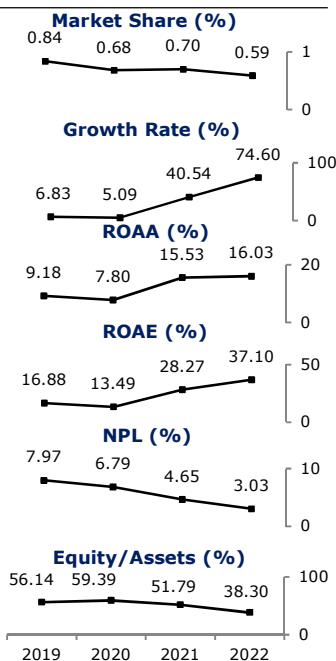 Market Share (%)
0.84 0.68 0.70 0.59 1
0
Growth Rate (%)
6.83 5.09 40.54 74.60 100
0
ROAA (%)
9.18 7.80 15.53 16.03 20
0
ROAE (%)
16.88 13.49 28.27 37.10 50
0
NPL (%)
7.97 6.79 4.65 3.03 10
0
Equity/Assets (%)
56.14 59.39 51.79 38.30 100
0
2019 2020 2021 2022